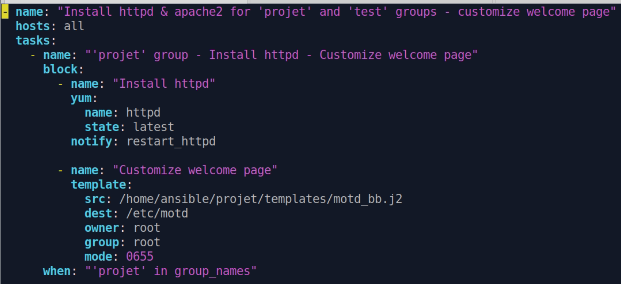 - name: "Install httpd & apache2 for 'projet' and 'test' groups - customize welcome page"
  hosts: all
  tasks:
    - name: "'projet' group - Install httpd - Customize welcome page"
      block:
        - name: "Install httpd"
          yum:
            name: httpd
            state: latest
          notify: restart_httpd

        - name: "Customize welcome page"
          template:
            src: /home/ansible/projet/templates/motd_bb.j2
            dest: /etc/motd
            owner: root
            group: root
            mode: 0655
      when: "'projet' in group_names"